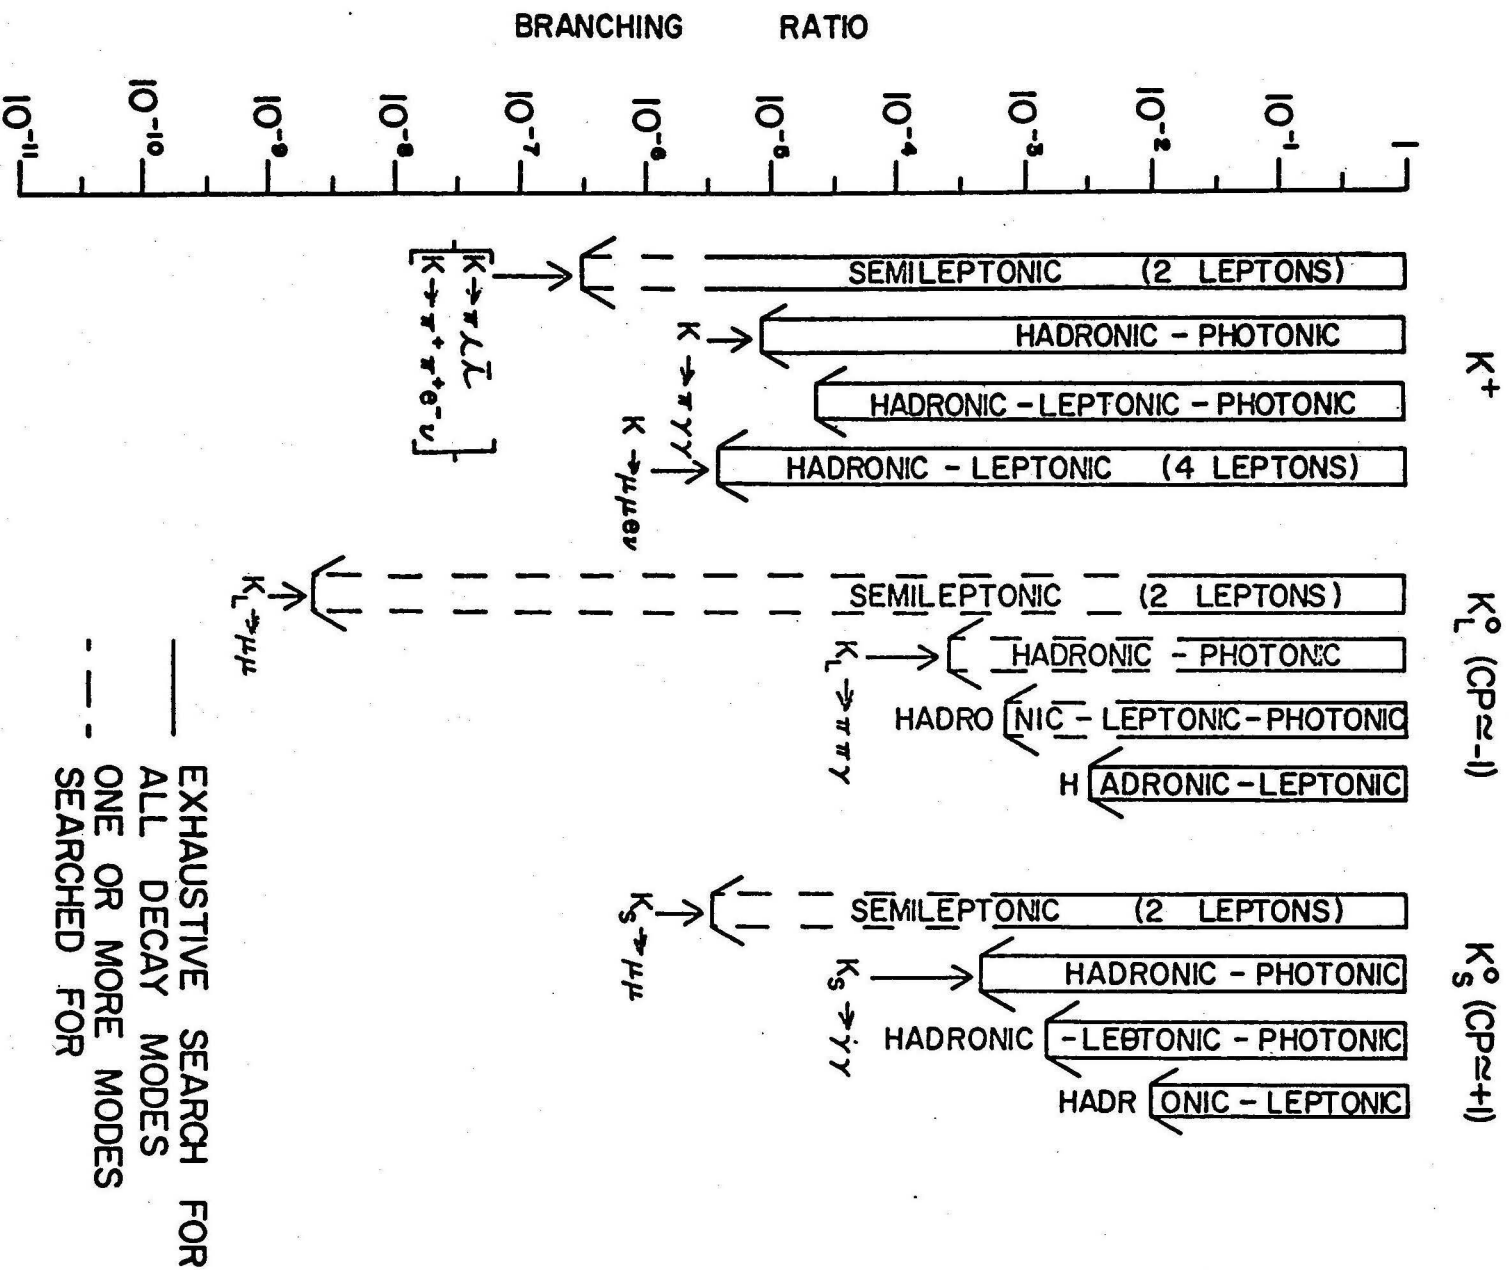 BRANCHING RATIO
1
10⁻¹
10⁻²
10⁻³
10⁻⁴
10⁻⁵
10⁻⁶
10⁻⁷
10⁻⁸
10⁻⁹
10⁻¹⁰
10⁻¹¹
K⁺
SEMILEPTONIC (2 LEPTONS)
HADRONIC - PHOTONIC
HADRONIC - LEPTONIC - PHOTONIC
HADRONIC - LEPTONIC (4 LEPTONS)
K → π l l̄
K → π⁺ π⁺ e⁻ ν
K → π γ γ
K → μμeν
K⁰_L (CP≃-1)
SEMILEPTONIC (2 LEPTONS)
HADRONIC - PHOTONIC
HADRONIC - LEPTONIC - PHOTONIC
HADRONIC - LEPTONIC
K_L → μμ
K_L → π π γ
K⁰_S (CP≃+1)
SEMILEPTONIC (2 LEPTONS)
HADRONIC - PHOTONIC
HADRONIC - LEPTONIC - PHOTONIC
HADRONIC - LEPTONIC
K_S → μμ
K_S → γγ
EXHAUSTIVE SEARCH FOR
ALL DECAY MODES
ONE OR MORE MODES
SEARCHED FOR